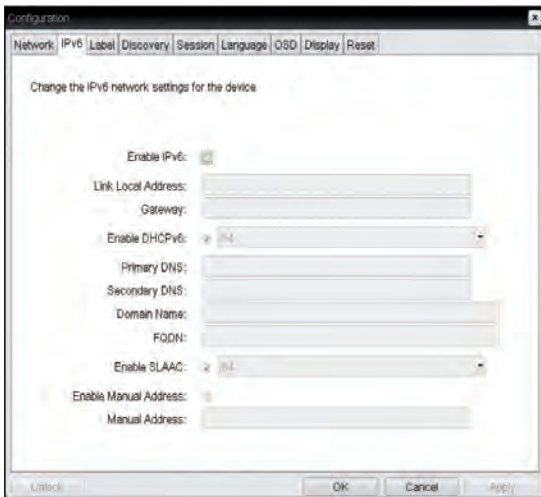 Configuration
Network IPv6 Label Discovery Session Language OSD Display Reset
Change the IPv6 network settings for the device
Enable IPv6:
Link Local Address:
Gateway:
Enable DHCPv6:
Primary DNS:
Secondary DNS:
Domain Name:
FQDN:
Enable SLAAC:
Enable Manual Address:
Manual Address:
Unlock OK Cancel Apply